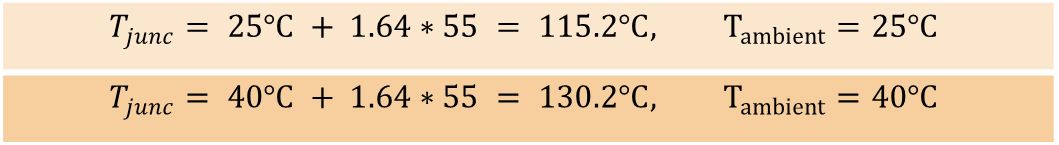 T_junc = 25°C + 1.64 * 55 = 115.2°C, T_ambient = 25°C
T_junc = 40°C + 1.64 * 55 = 130.2°C, T_ambient = 40°C